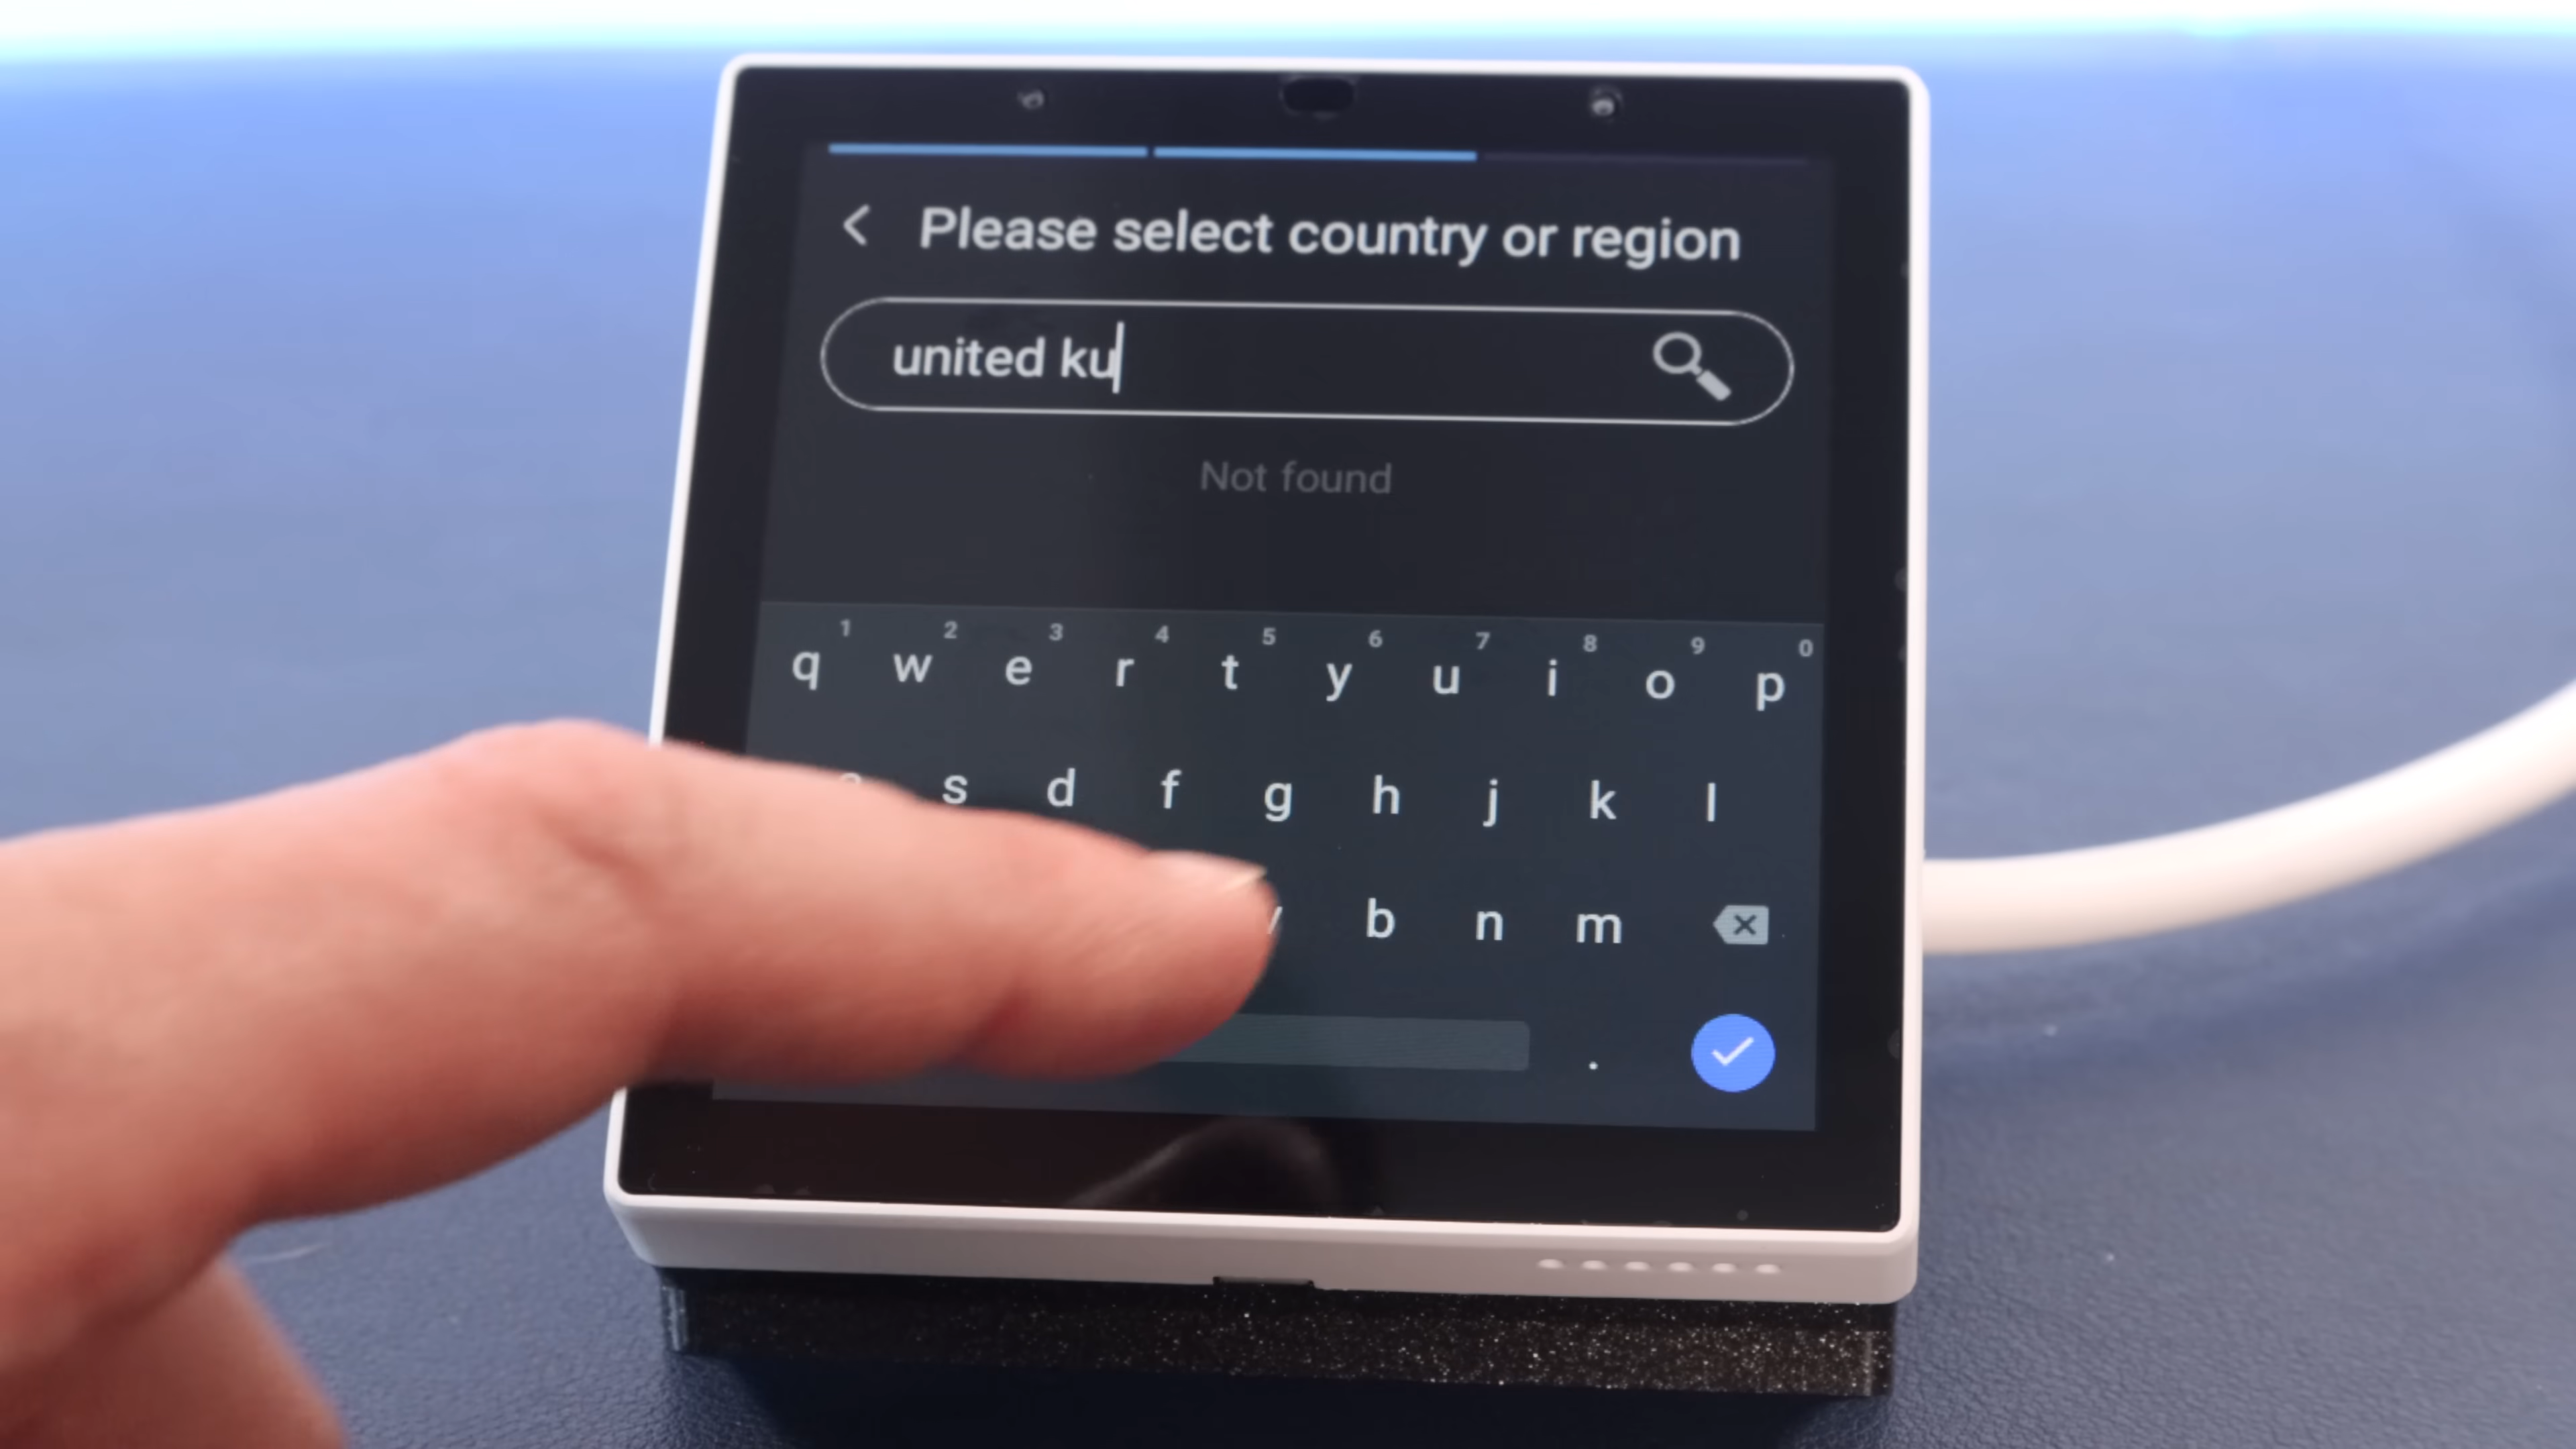 Please select country or region
united ku
Not found
1 2 3 4 5 6 7 8 9 0
q w e r t y u i o p
s d f g h j k l
b n m
.